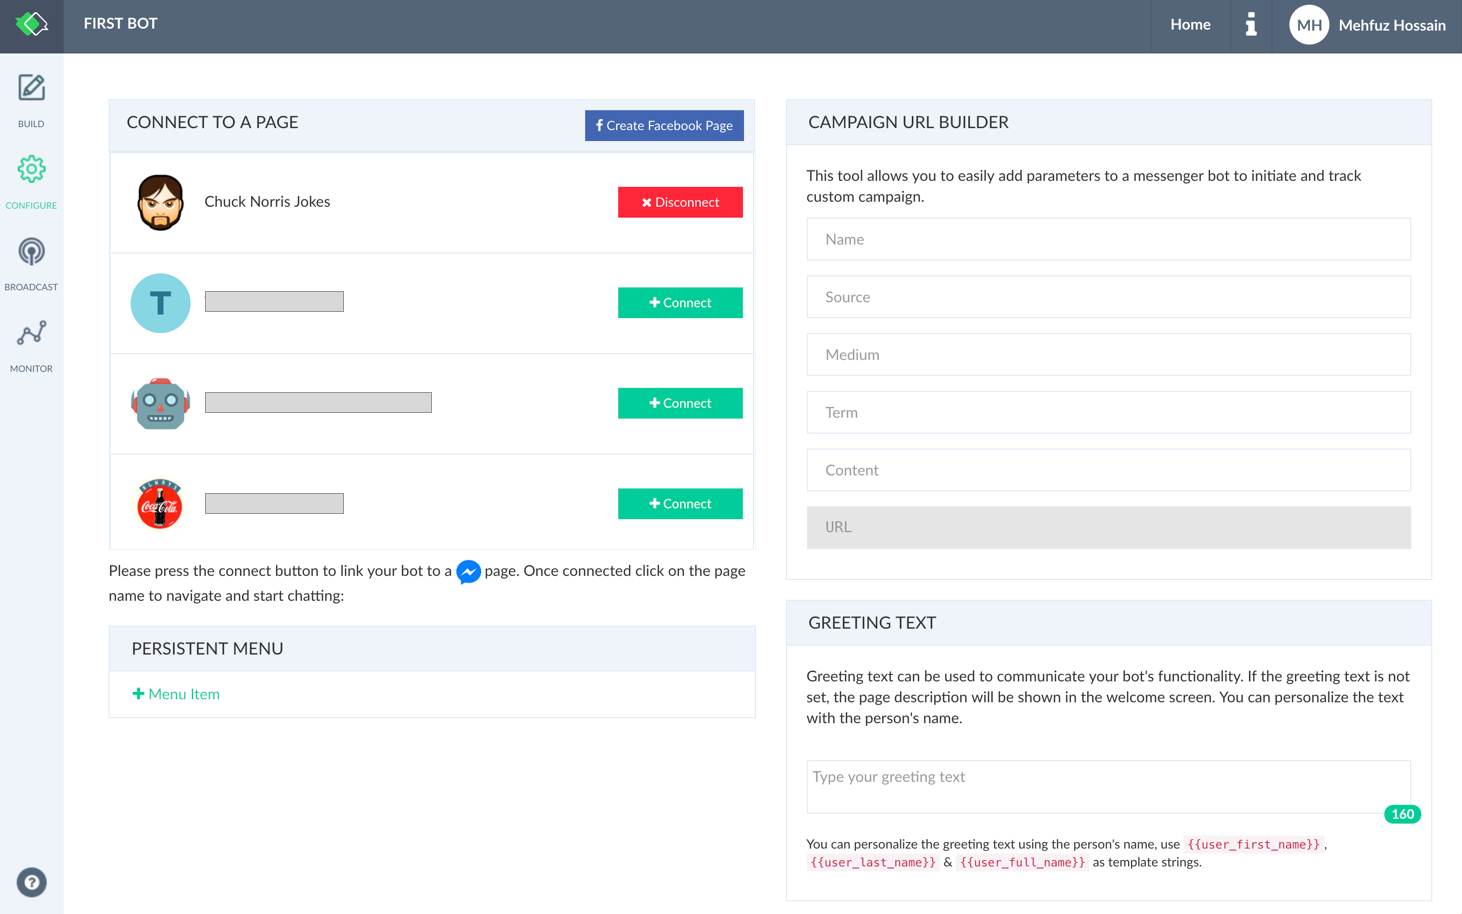 FIRST BOT
Home
MH
Mehfuz Hossain
BUILD
CONFIGURE
BROADCAST
MONITOR
CONNECT TO A PAGE
Create Facebook Page
Chuck Norris Jokes
Disconnect
T
Connect
Connect
ALWAYS
Coca-Cola
Connect
Please press the connect button to link your bot to a page. Once connected click on the page
name to navigate and start chatting:
PERSISTENT MENU
Menu Item
CAMPAIGN URL BUILDER
This tool allows you to easily add parameters to a messenger bot to initiate and track
custom campaign.
Name
Source
Medium
Term
Content
URL
GREETING TEXT
Greeting text can be used to communicate your bot's functionality. If the greeting text is not
set, the page description will be shown in the welcome screen. You can personalize the text
with the person's name.
Type your greeting text
160
You can personalize the greeting text using the person's name, use {{user_first_name}} ,
{{user_last_name}} & {{user_full_name}} as template strings.